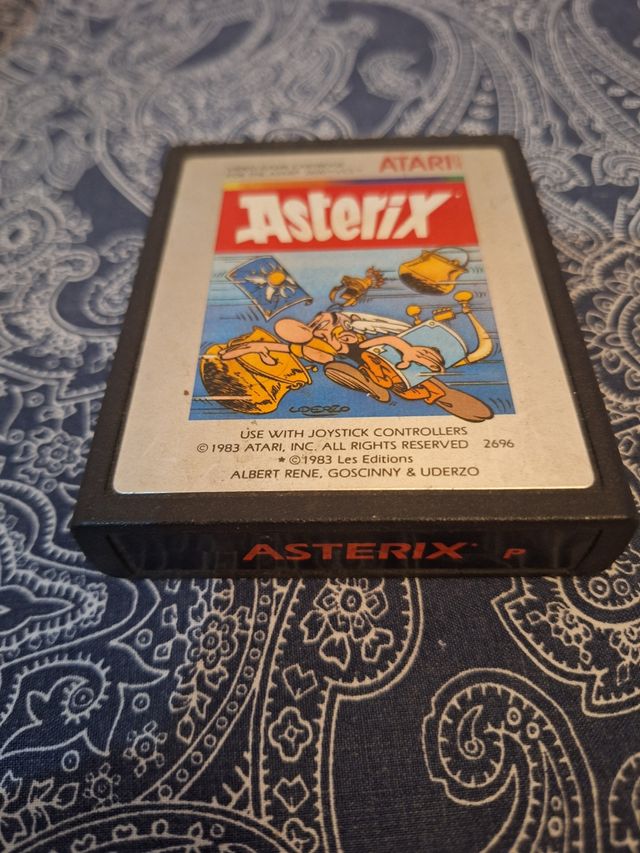 ATARI
Asterix
UDERZO
USE WITH JOYSTICK CONTROLLERS
© 1983 ATARI, INC. ALL RIGHTS RESERVED 2696
★ ©1983 Les Editions
ALBERT RENE, GOSCINNY & UDERZO
ASTERIX P